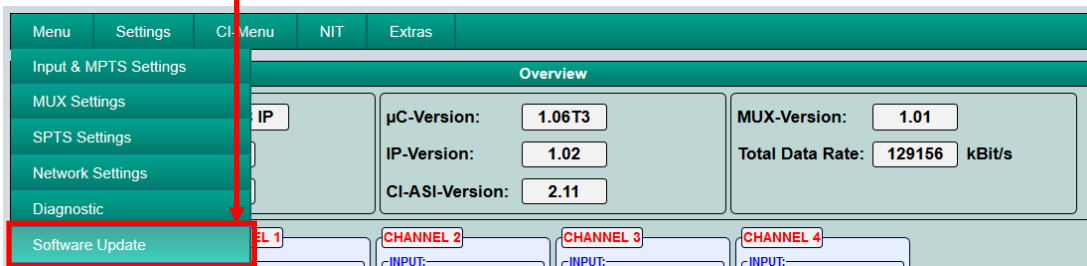 Menu Settings CI-Menu NIT Extras
Input & MPTS Settings
Overview
MUX Settings
IP
µC-Version: 1.06T3
MUX-Version: 1.01
SPTS Settings
IP-Version: 1.02
Total Data Rate: 129156 kBit/s
Network Settings
CI-ASI-Version: 2.11
Diagnostic
Software Update
EL 1
CHANNEL 2
CHANNEL 3
CHANNEL 4
INPUT:
INPUT:
INPUT: